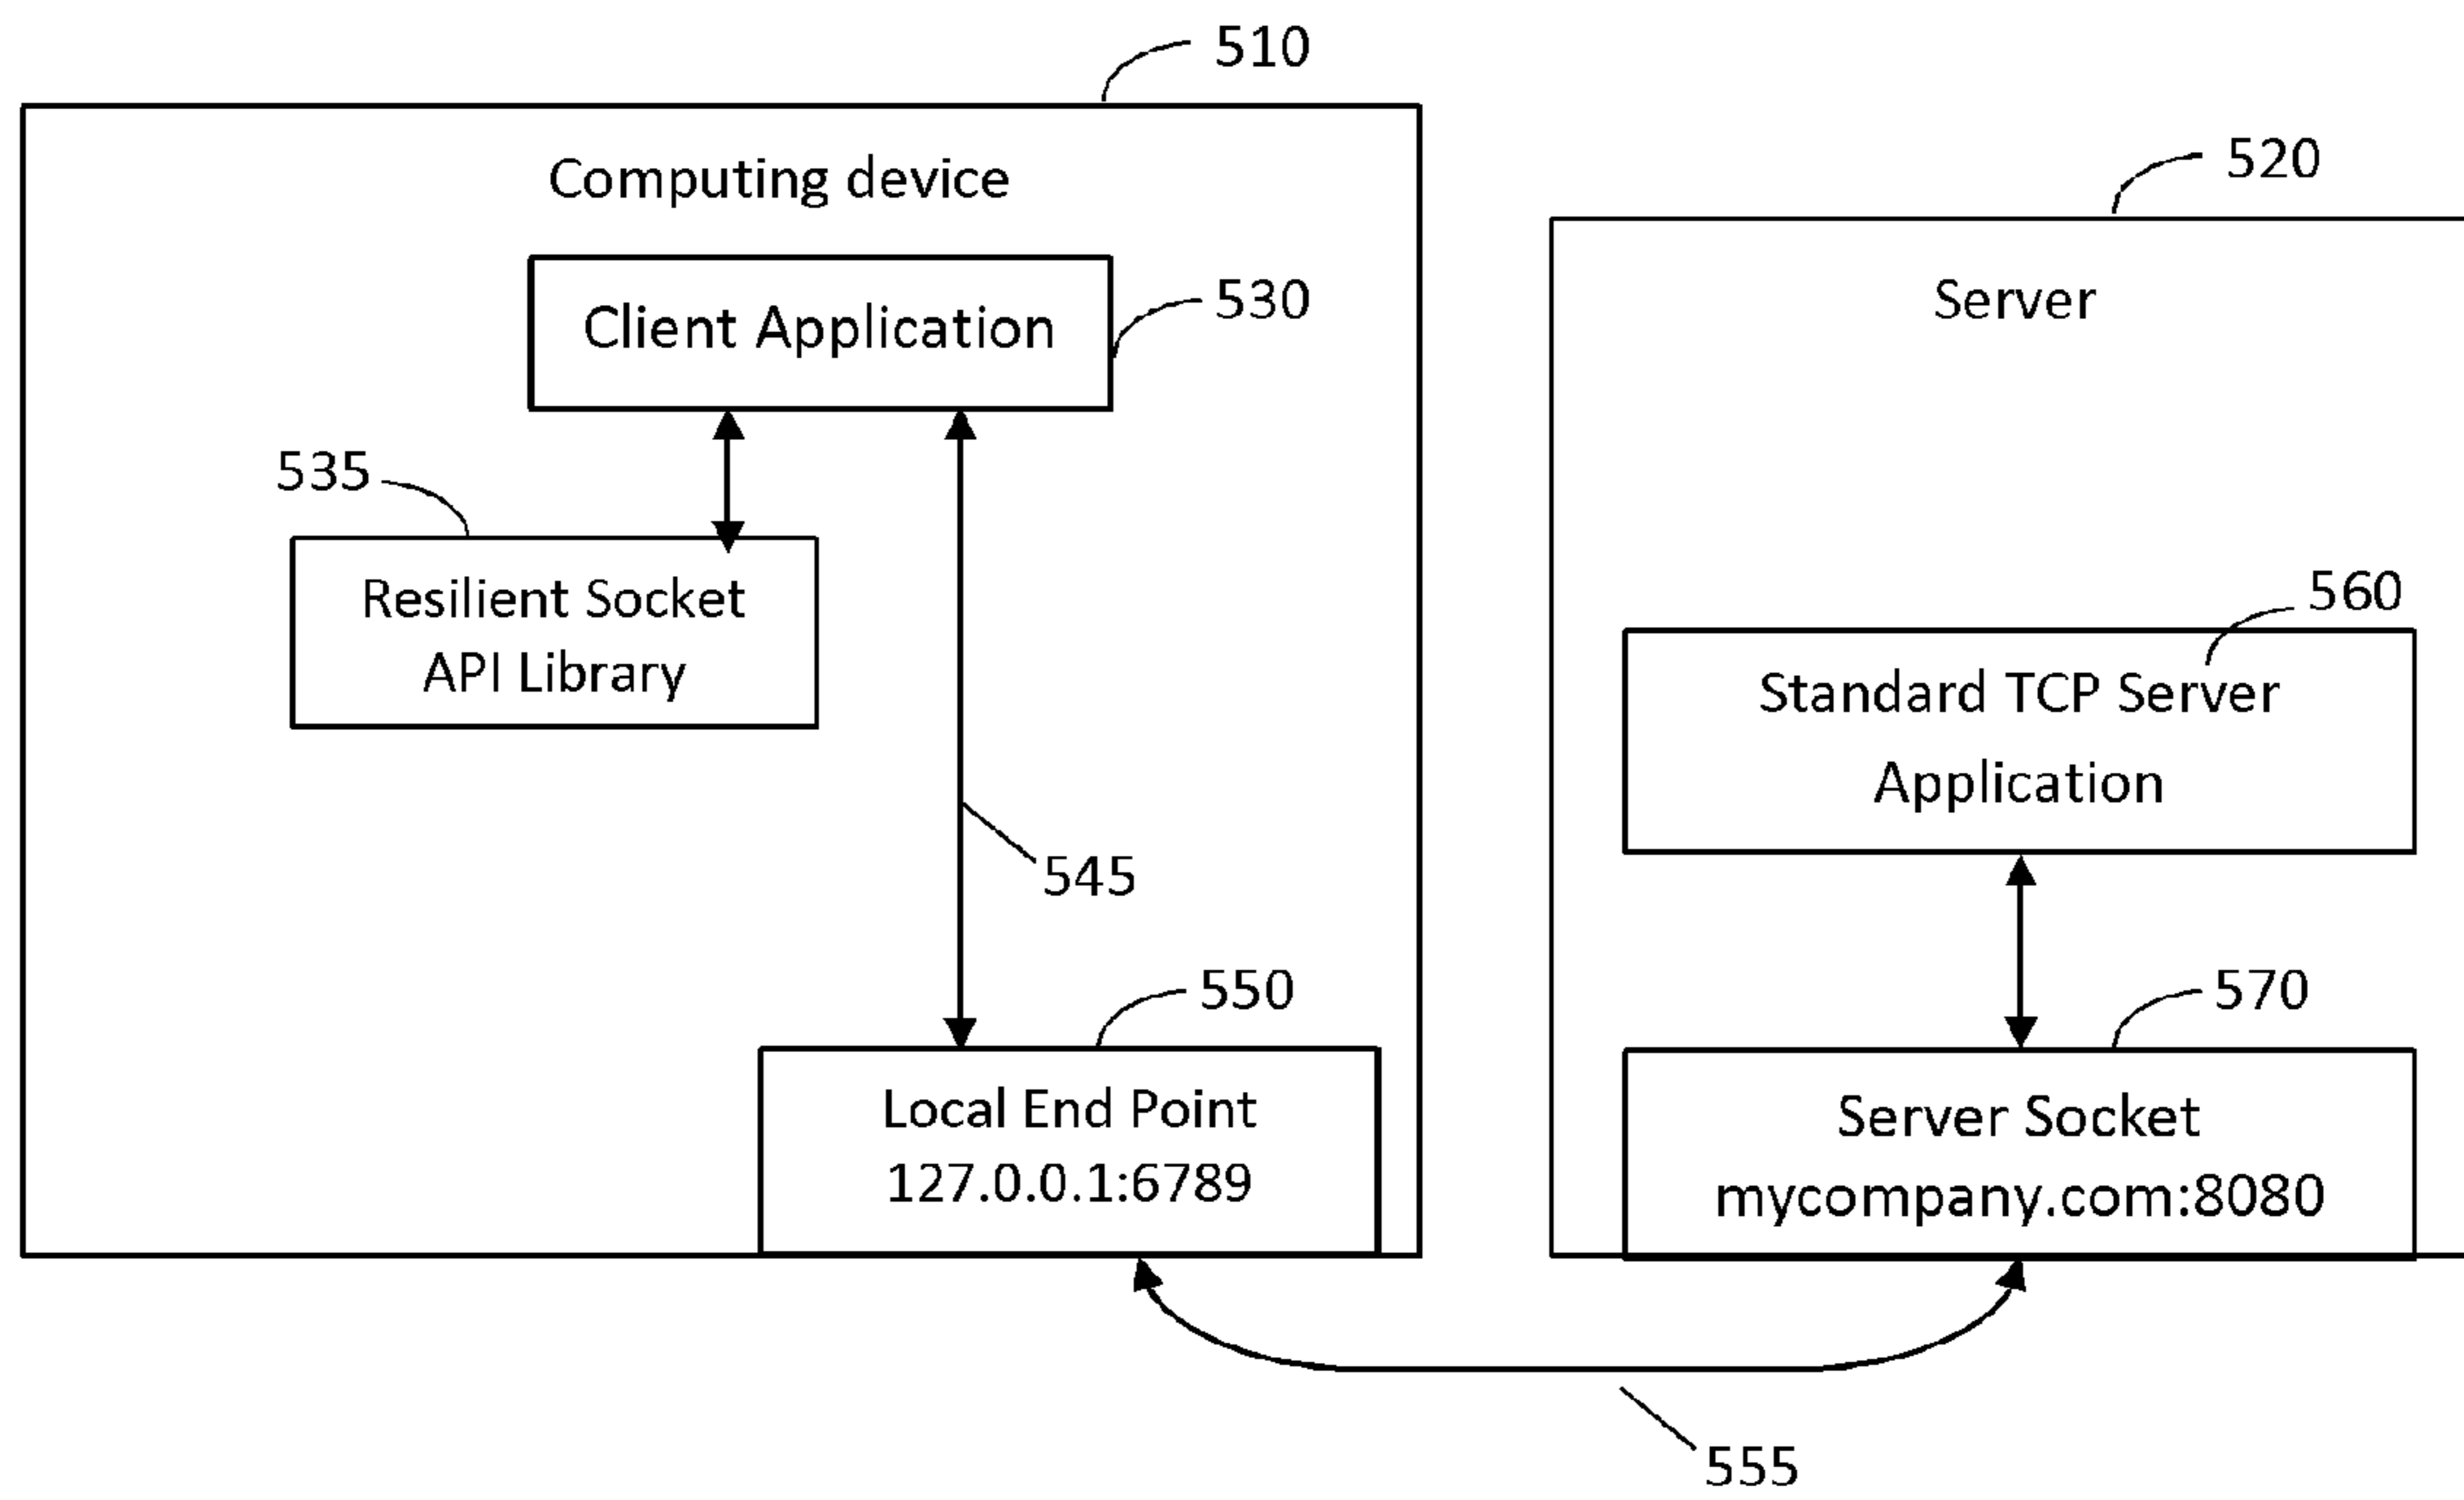 510
Computing device
520
Server
Client Application
530
535
Resilient Socket
API Library
560
Standard TCP Server
Application
545
550
570
Local End Point
127.0.0.1:6789
Server Socket
mycompany.com:8080
555